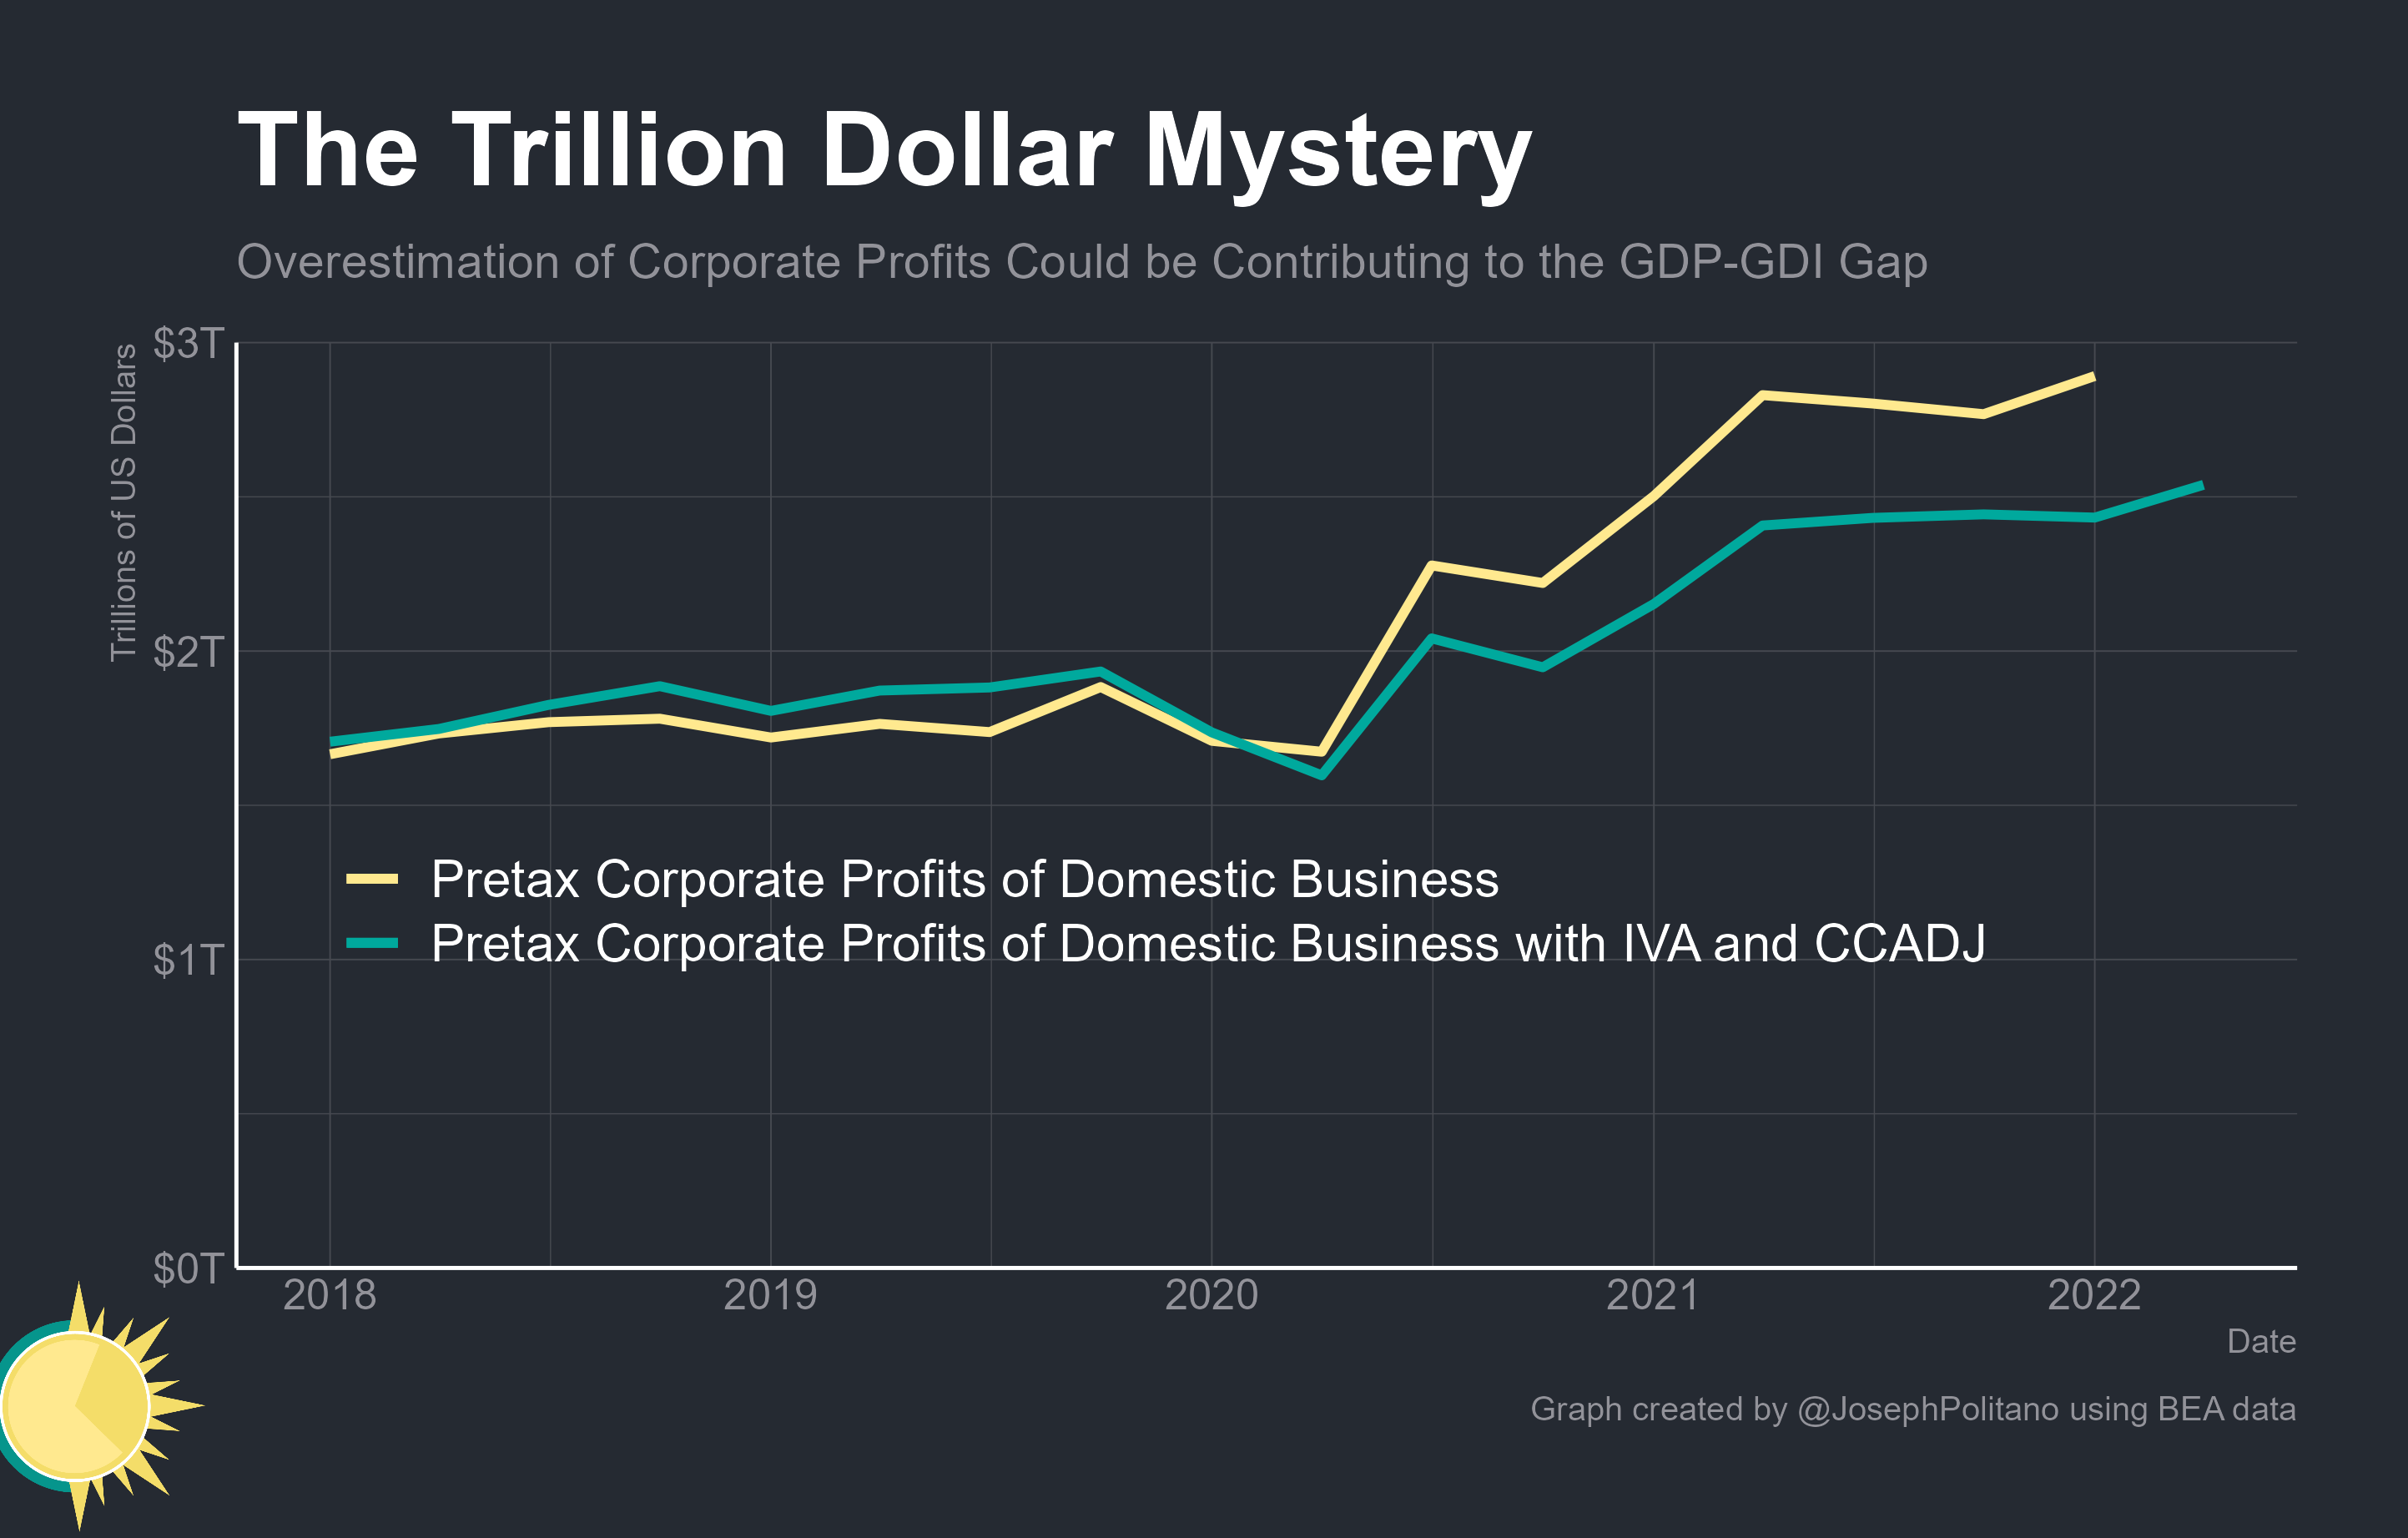 The Trillion Dollar Mystery
Overestimation of Corporate Profits Could be Contributing to the GDP-GDI Gap
Trillions of US Dollars
$3T
$2T
$1T
$0T
Pretax Corporate Profits of Domestic Business
Pretax Corporate Profits of Domestic Business with IVA and CCADJ
2018 2019 2020 2021 2022
Date
Graph created by @JosephPolitano using BEA data